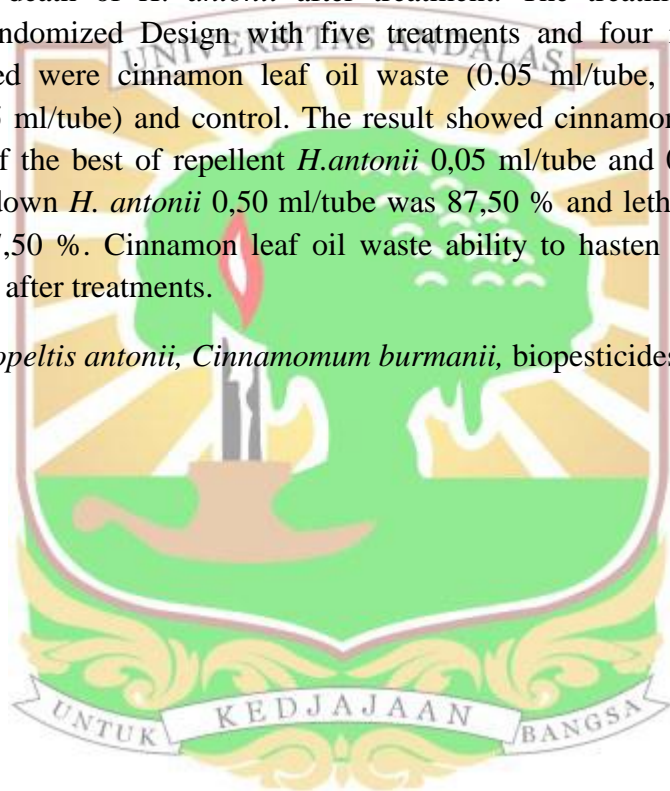 death of H. antonii after treatment. The treatm
ndomized Design with five treatments and four
UNIVERSITAS ANDALAS
ed were cinnamon leaf oil waste (0.05 ml/tube,
5 ml/tube) and control. The result showed cinnamon
f the best of repellent H.antonii 0,05 ml/tube and 0
down H. antonii 0,50 ml/tube was 87,50 % and leth
7,50 %. Cinnamon leaf oil waste ability to hasten
after treatments.
opeltis antonii, Cinnamomum burmanii, biopesticides
UNTUK KEDJAJAAN BANGSA